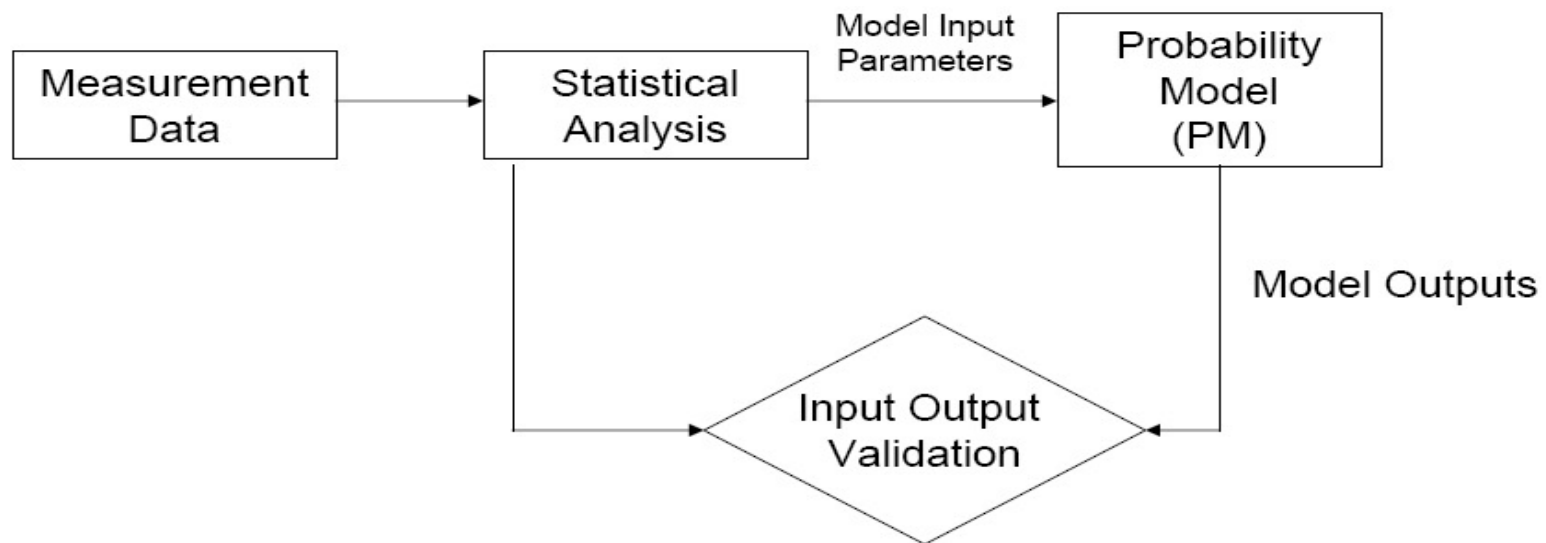 Measurement
Data
Statistical
Analysis
Model Input
Parameters
Probability
Model
(PM)
Model Outputs
Input Output
Validation